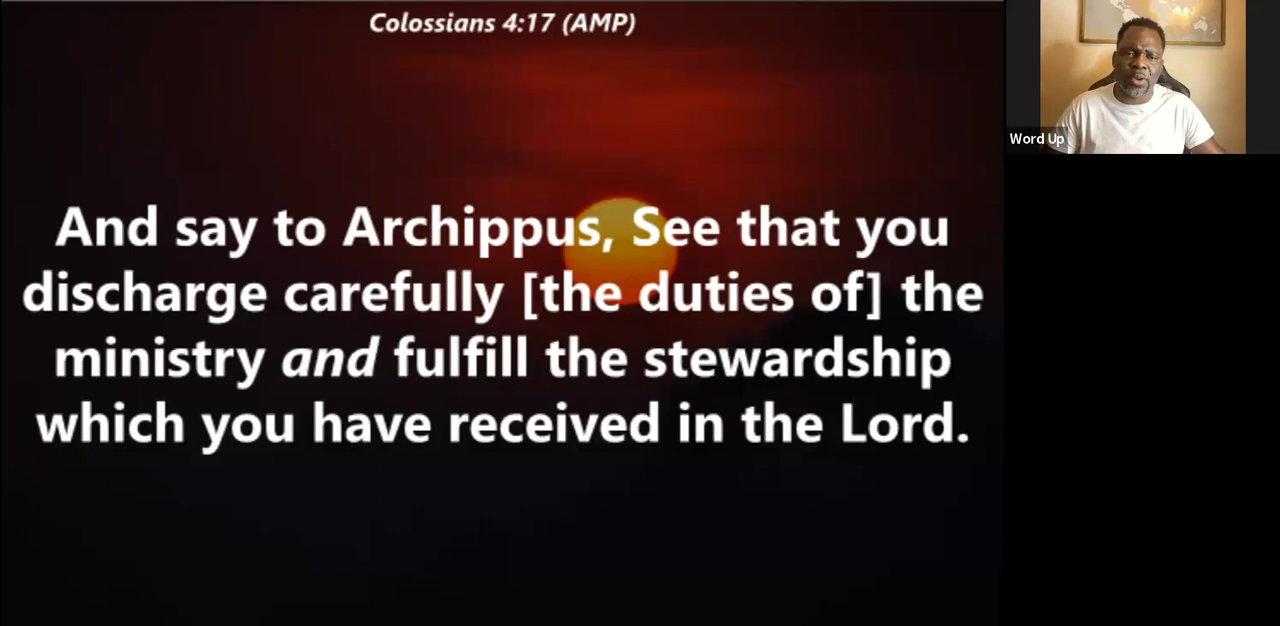 Colossians 4:17 (AMP)
And say to Archippus, See that you
discharge carefully [the duties of] the
ministry and fulfill the stewardship
which you have received in the Lord.
Word Up